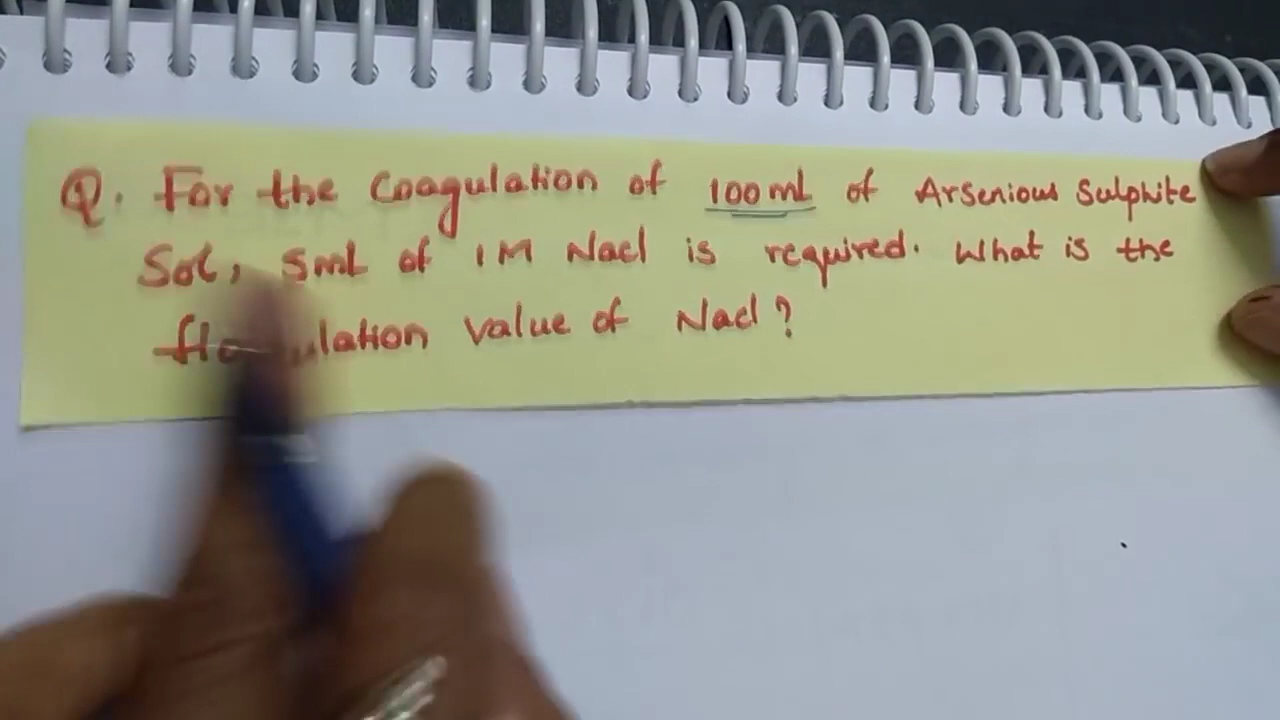 Q. For the Coagulation of 100 mL of Arsenious Sulphite
Sol, 5mL of 1 M Nacl is required. What is the
value of Nacl?